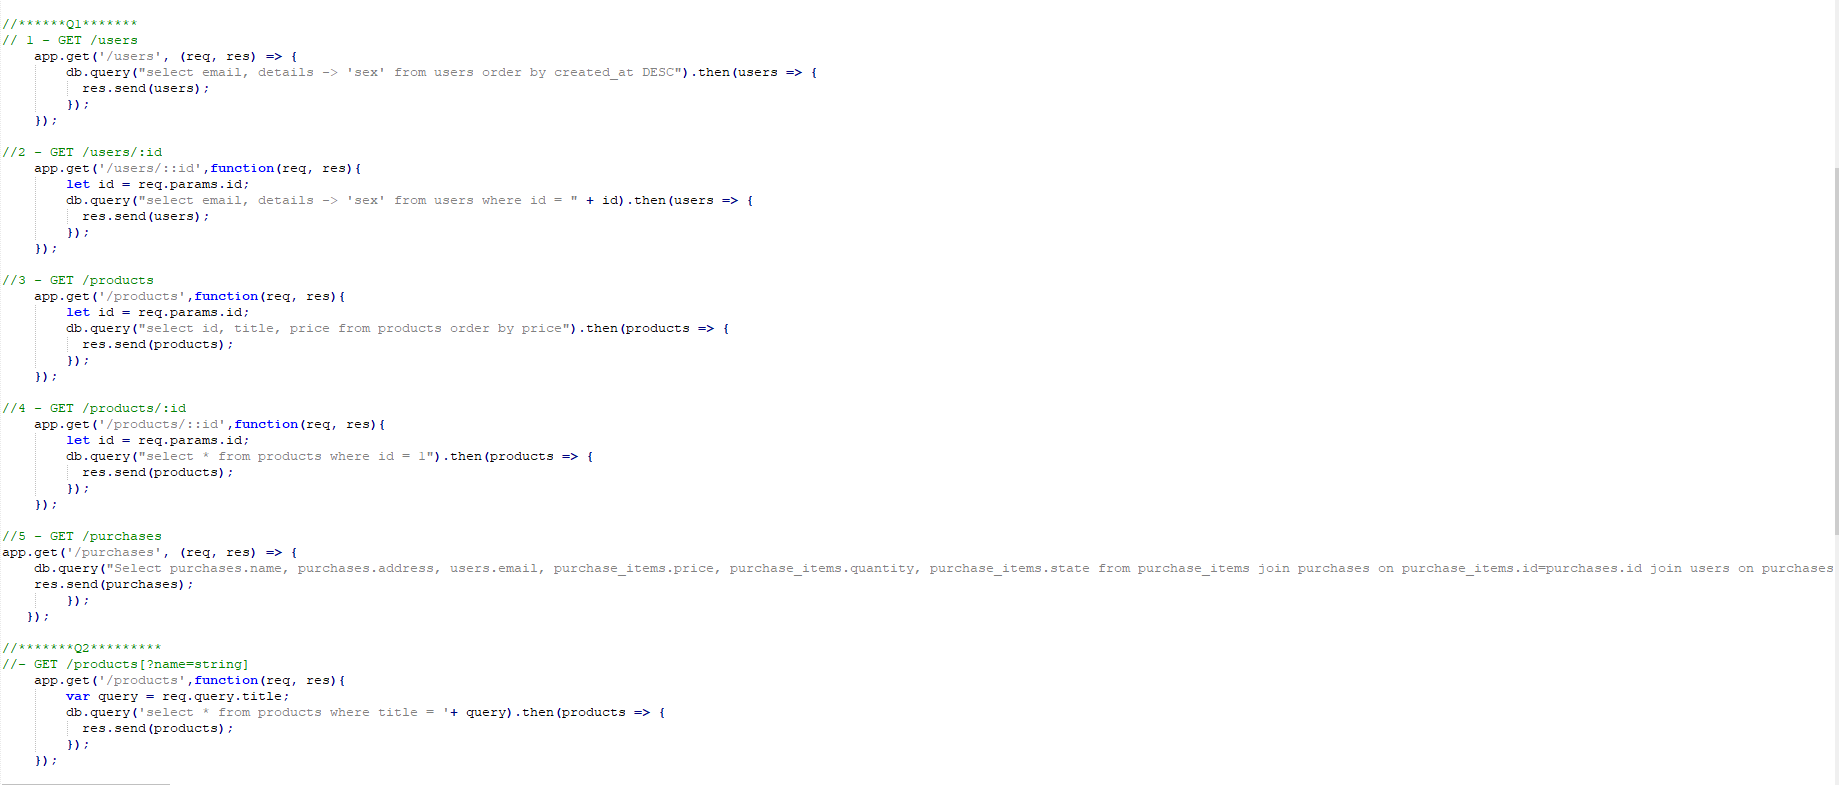 //******Q1*******
// 1 - GET /users
    app.get('/users', (req, res) => {
        db.query("select email, details -> 'sex' from users order by created_at DESC").then(users => {
          res.send(users);
        });
    });

//2 - GET /users/:id
    app.get('/users/::id',function(req, res){
        let id = req.params.id;
        db.query("select email, details -> 'sex' from users where id = " + id).then(users => {
          res.send(users);
        });
    });

//3 - GET /products
    app.get('/products',function(req, res){
        let id = req.params.id;
        db.query("select id, title, price from products order by price").then(products => {
          res.send(products);
        });
    });

//4 - GET /products/:id
    app.get('/products/::id',function(req, res){
        let id = req.params.id;
        db.query("select * from products where id = 1").then(products => {
          res.send(products);
        });
    });

//5 - GET /purchases
app.get('/purchases', (req, res) => {
    db.query("Select purchases.name, purchases.address, users.email, purchase_items.price, purchase_items.quantity, purchase_items.state from purchase_items join purchases on purchase_items.id=purchases.id join users on purchases
    res.send(purchases);
        });
   });

//*******Q2*********
//- GET /products[?name=string]
    app.get('/products',function(req, res){
        var query = req.query.title;
        db.query('select * from products where title = '+ query).then(products => {
          res.send(products);
        });
    });